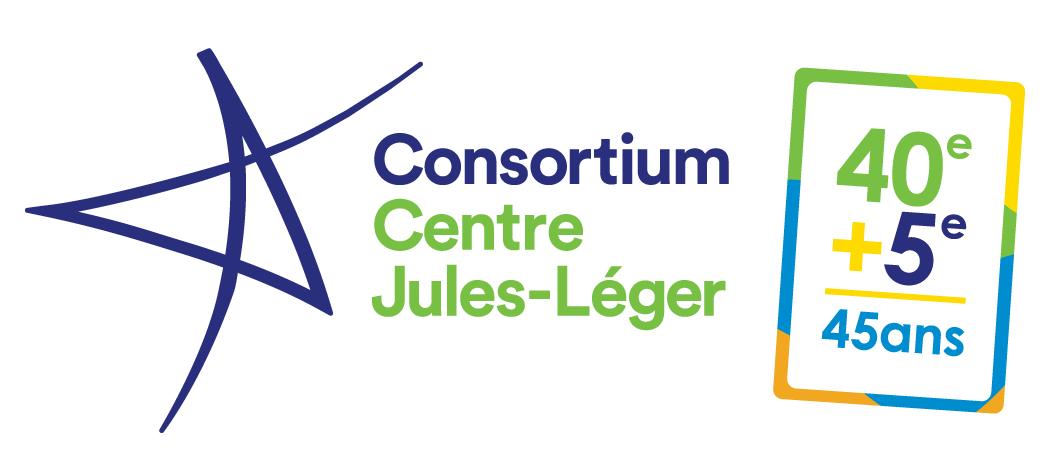 Consortium
Centre
Jules-Léger
40e
+5e
45ans